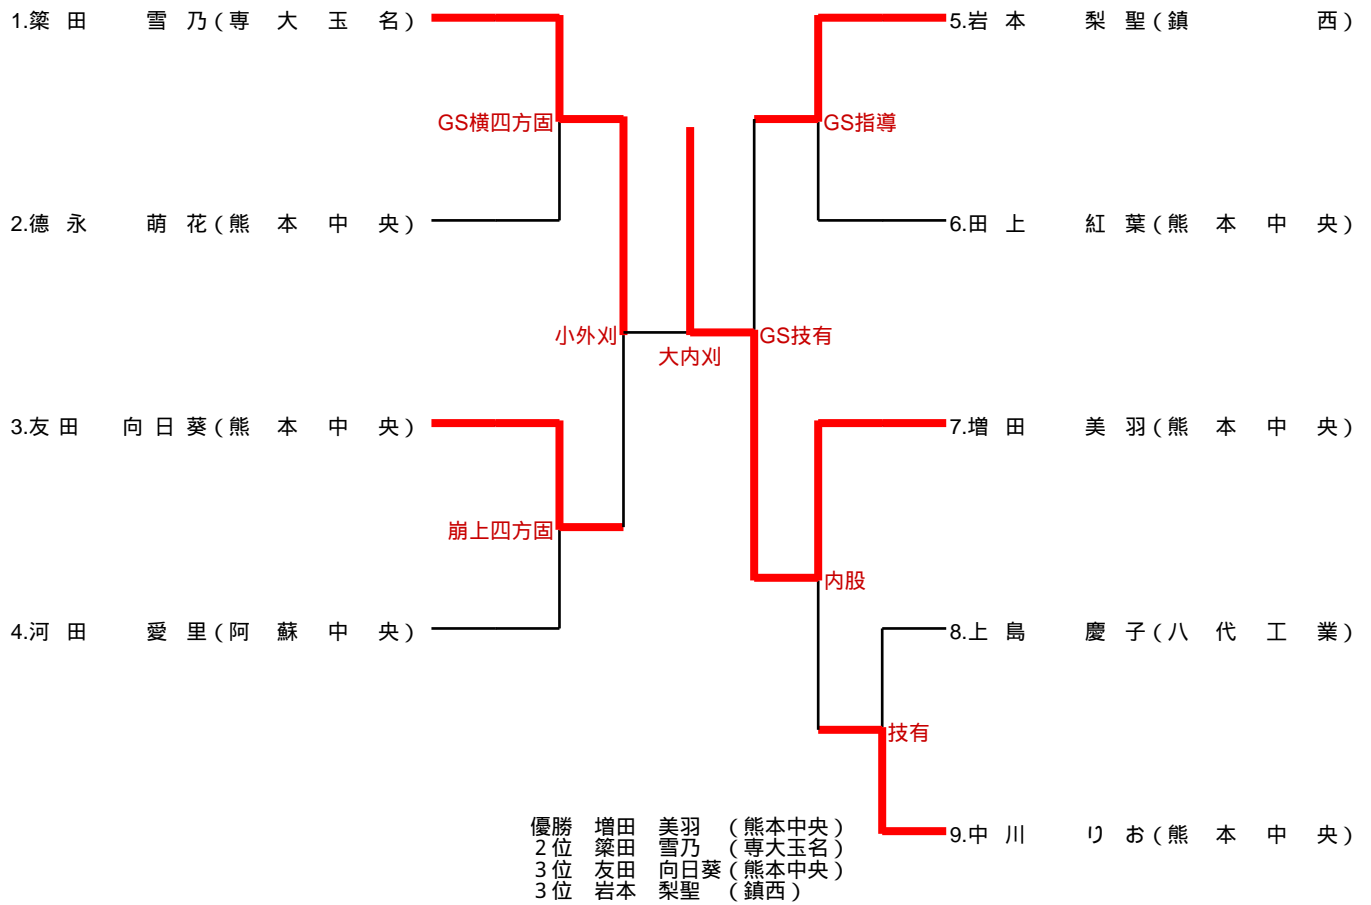 1.簗田 雪乃(専大玉名)
5.岩本 梨聖(鎮西)
GS横四方固
GS指導
2.德永 萌花(熊本中央)
6.田上 紅葉(熊本中央)
小外刈
GS技有
大内刈
3.友田 向日葵(熊本中央)
7.増田 美羽(熊本中央)
崩上四方固
内股
4.河田 愛里(阿蘇中央)
8.上島 慶子(八代工業)
技有
9.中川 りお(熊本中央)
優勝 増田 美羽 (熊本中央)
2位 簗田 雪乃 (専大玉名)
3位 友田 向日葵(熊本中央)
3位 岩本 梨聖 (鎮西)